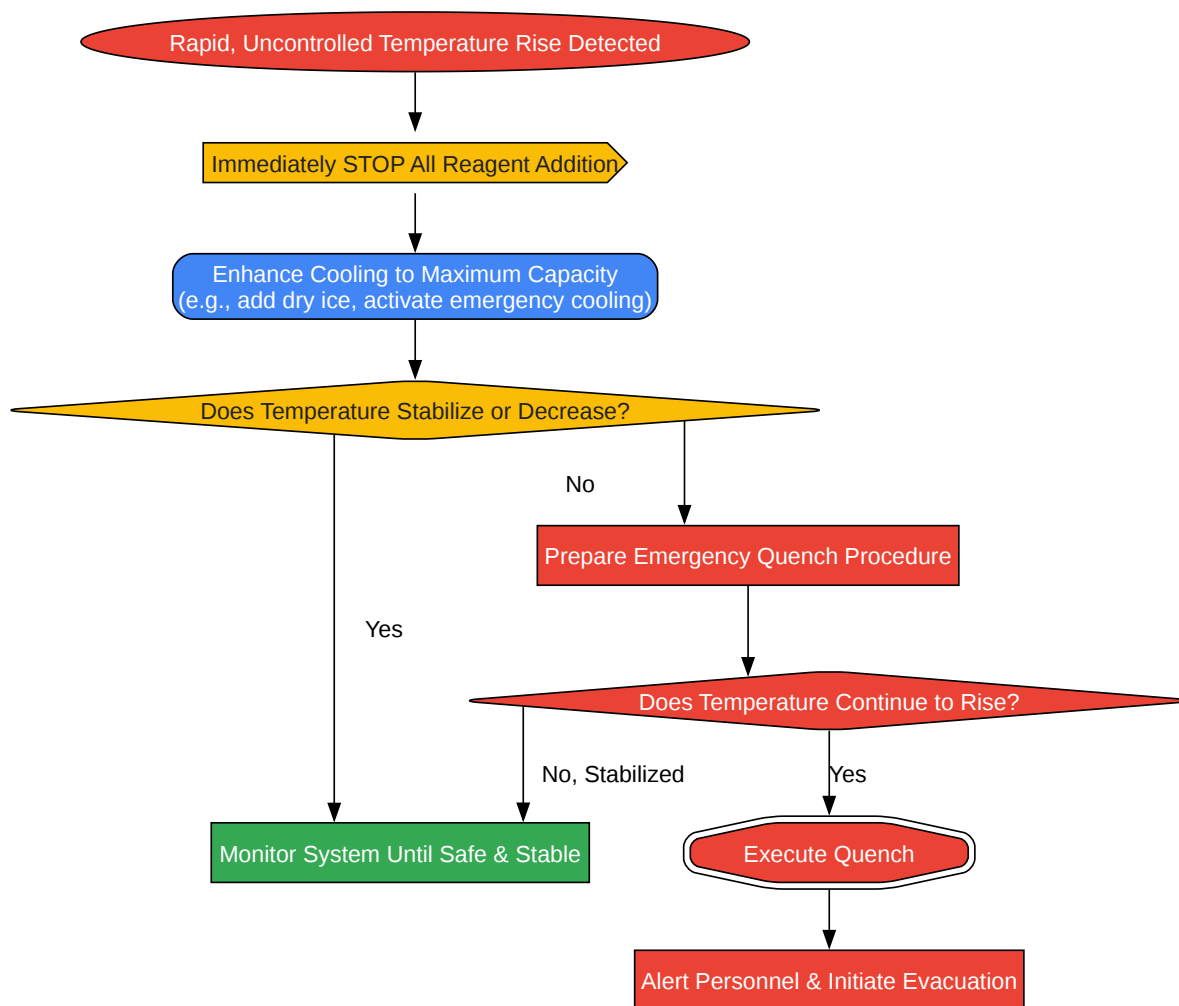 Rapid, Uncontrolled Temperature Rise Detected
Immediately STOP All Reagent Addition
Enhance Cooling to Maximum Capacity
(e.g., add dry ice, activate emergency cooling)
Does Temperature Stabilize or Decrease?
No
Prepare Emergency Quench Procedure
Yes
Does Temperature Continue to Rise?
No, Stabilized
Yes
Monitor System Until Safe & Stable
Execute Quench
Alert Personnel & Initiate Evacuation